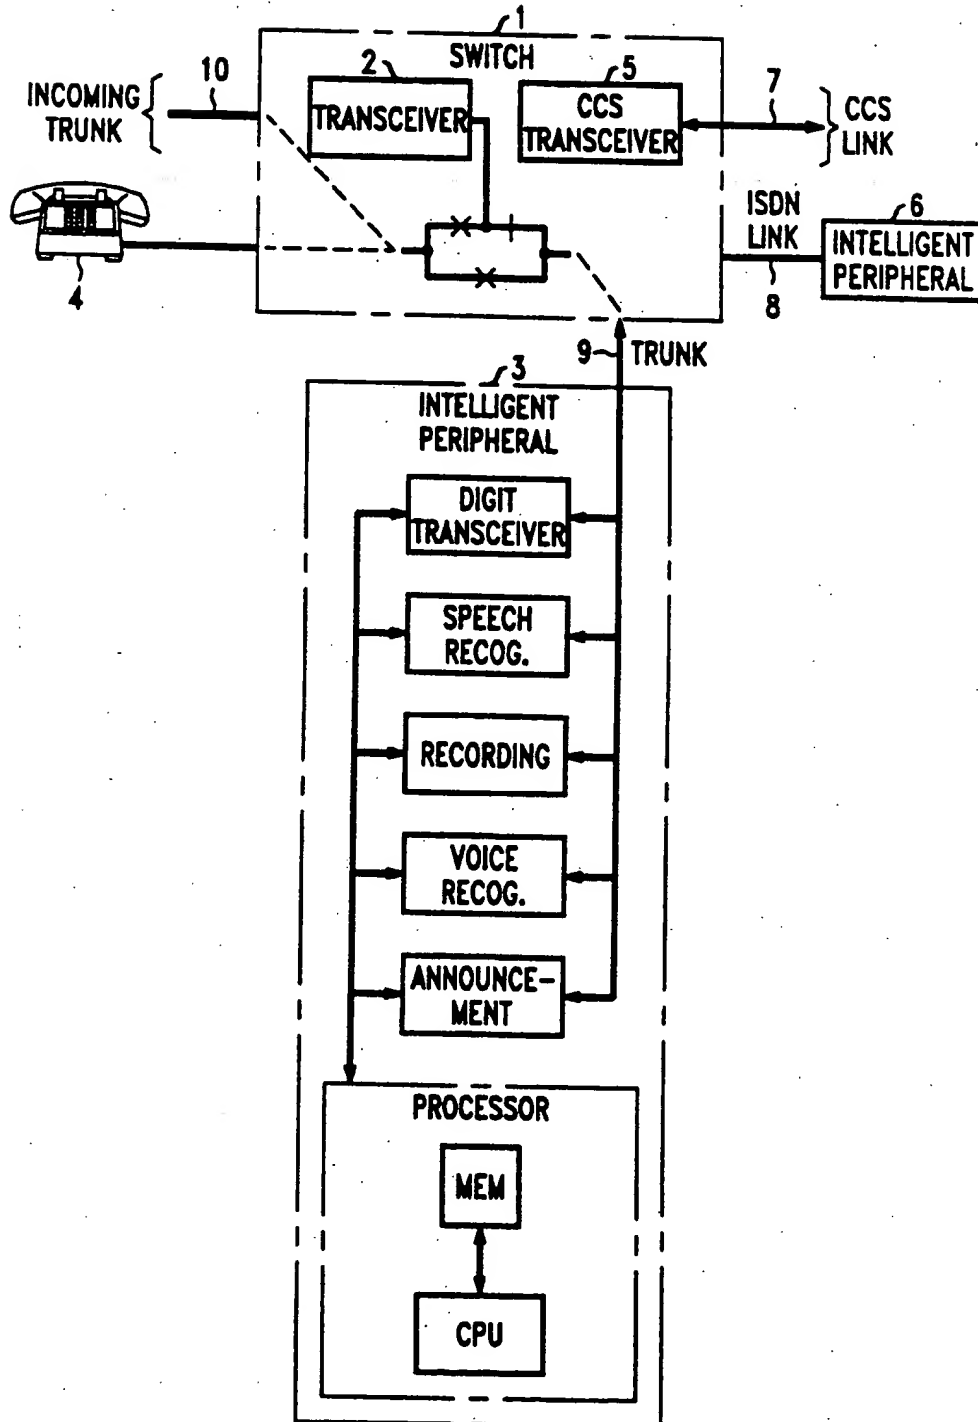 1
SWITCH
10
2
5
INCOMING
TRUNK
TRANSCEIVER
CCS
TRANSCEIVER
7
CCS
LINK
4
ISDN
LINK
8
6
INTELLIGENT
PERIPHERAL
9
TRUNK
3
INTELLIGENT
PERIPHERAL
DIGIT
TRANSCEIVER
SPEECH
RECOG.
RECORDING
VOICE
RECOG.
ANNOUNCE-
MENT
PROCESSOR
MEM
CPU